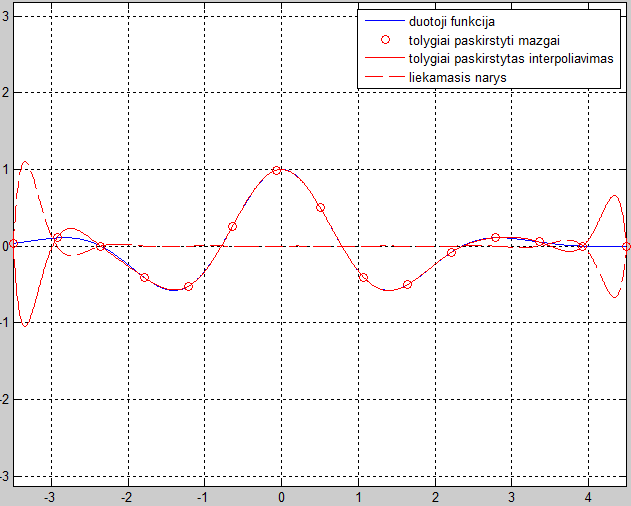 duotoji funkcija
tolygiai paskirstyti mazgai
tolygiai paskirstytas interpoliavimas
liekamasis narys
3
2
1
0
-1
-2
-3
-3 -2 -1 0 1 2 3 4